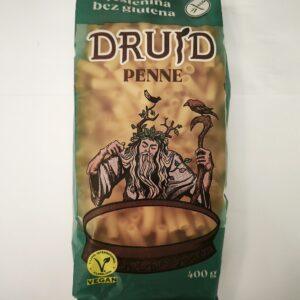 bez glutena
DRUID
PENNE
400 g
VEGAN